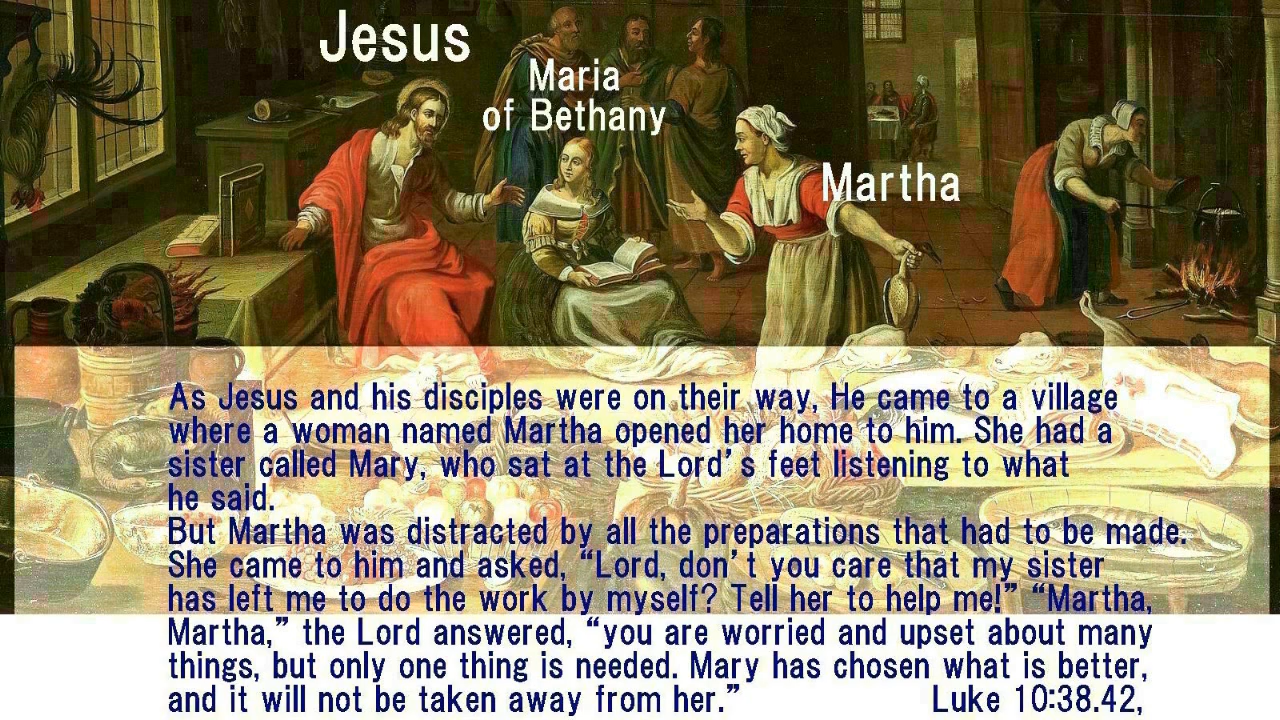 Jesus
Maria
of Bethany
Martha
As Jesus and his disciples were on their way, He came to a village
where a woman named Martha opened her home to him. She had a
sister called Mary, who sat at the Lord’s feet listening to what
he said.
But Martha was distracted by all the preparations that had to be made.
She came to him and asked, “Lord, don’t you care that my sister
has left me to do the work by myself? Tell her to help me!” “Martha,
Martha,” the Lord answered, “you are worried and upset about many
things, but only one thing is needed. Mary has chosen what is better,
and it will not be taken away from her.” Luke 10:38.42,